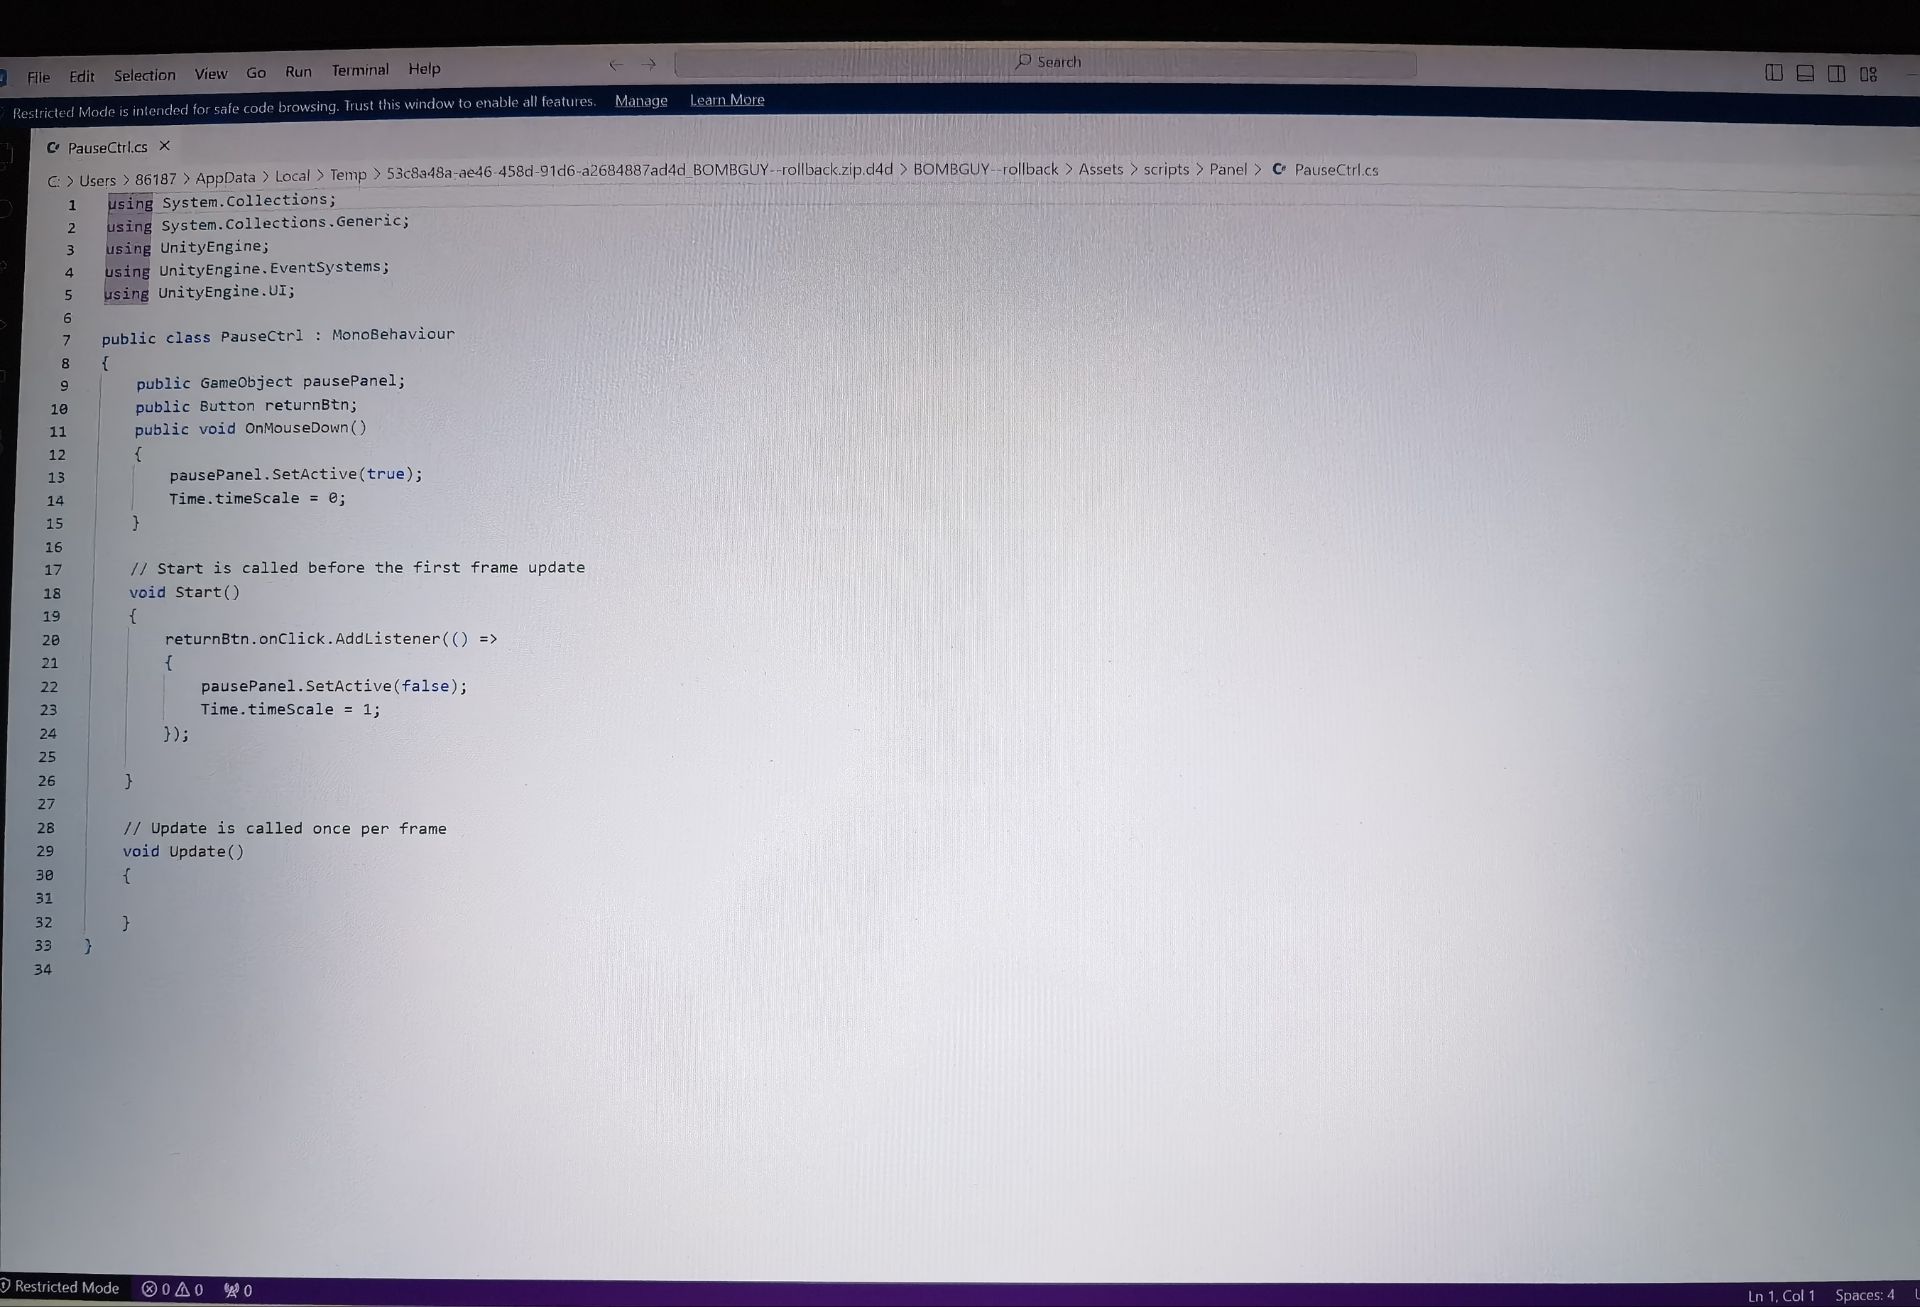 File Edit Selection View Go Run Terminal Help
Search
Restricted Mode is intended for safe code browsing. Trust this window to enable all features. Manage Learn More
PauseCtrl.cs
C: > Users > 86187 > AppData > Local > Temp > 53c8a48a-ae46-458d-91d6-a2684887ad4d_BOMBGUY--rollback.zip.d4d > BOMBGUY--rollback > Assets > scripts > Panel > PauseCtrl.cs
1 using System.Collections;
2 using System.Collections.Generic;
3 using UnityEngine;
4 using UnityEngine.EventSystems;
5 using UnityEngine.UI;
6
7 public class PauseCtrl : MonoBehaviour
8 {
9 public GameObject pausePanel;
10 public Button returnBtn;
11 public void OnMouseDown()
12 {
13 pausePanel.SetActive(true);
14 Time.timeScale = 0;
15 }
16
17 // Start is called before the first frame update
18 void Start()
19 {
20 returnBtn.onClick.AddListener(() =>
21 {
22 pausePanel.SetActive(false);
23 Time.timeScale = 1;
24 });
25
26 }
27
28 // Update is called once per frame
29 void Update()
30 {
31
32 }
33 }
34
Restricted Mode 0 0 0
Ln 1, Col 1 Spaces: 4